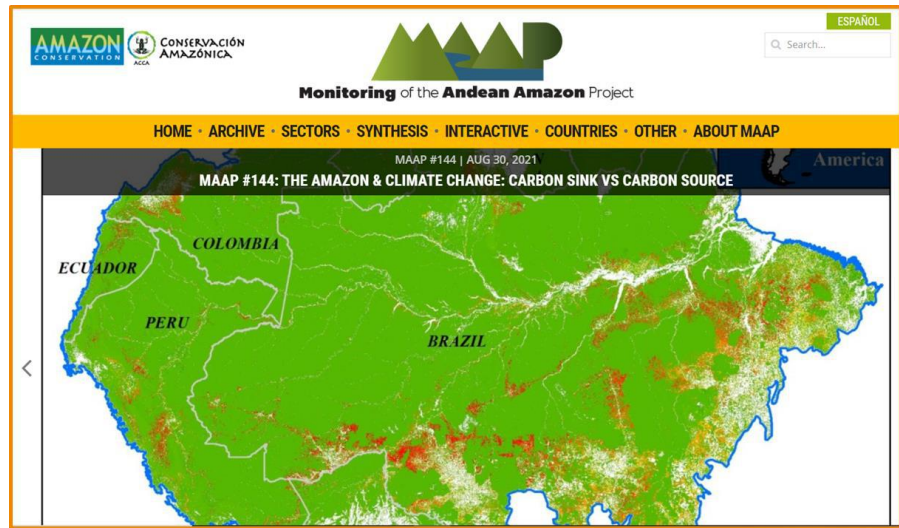 ESPAÑOL
AMAZON
CONSERVATION
ACCA
CONSERVACIÓN
AMAZÓNICA
MAAP
Search...
Monitoring of the Andean Amazon Project
HOME • ARCHIVE • SECTORS • SYNTHESIS • INTERACTIVE • COUNTRIES • OTHER • ABOUT MAAP
MAAP #144 | AUG 30, 2021
America
MAAP #144: THE AMAZON & CLIMATE CHANGE: CARBON SINK VS CARBON SOURCE
COLOMBIA
ECUADOR
PERU
BRAZIL